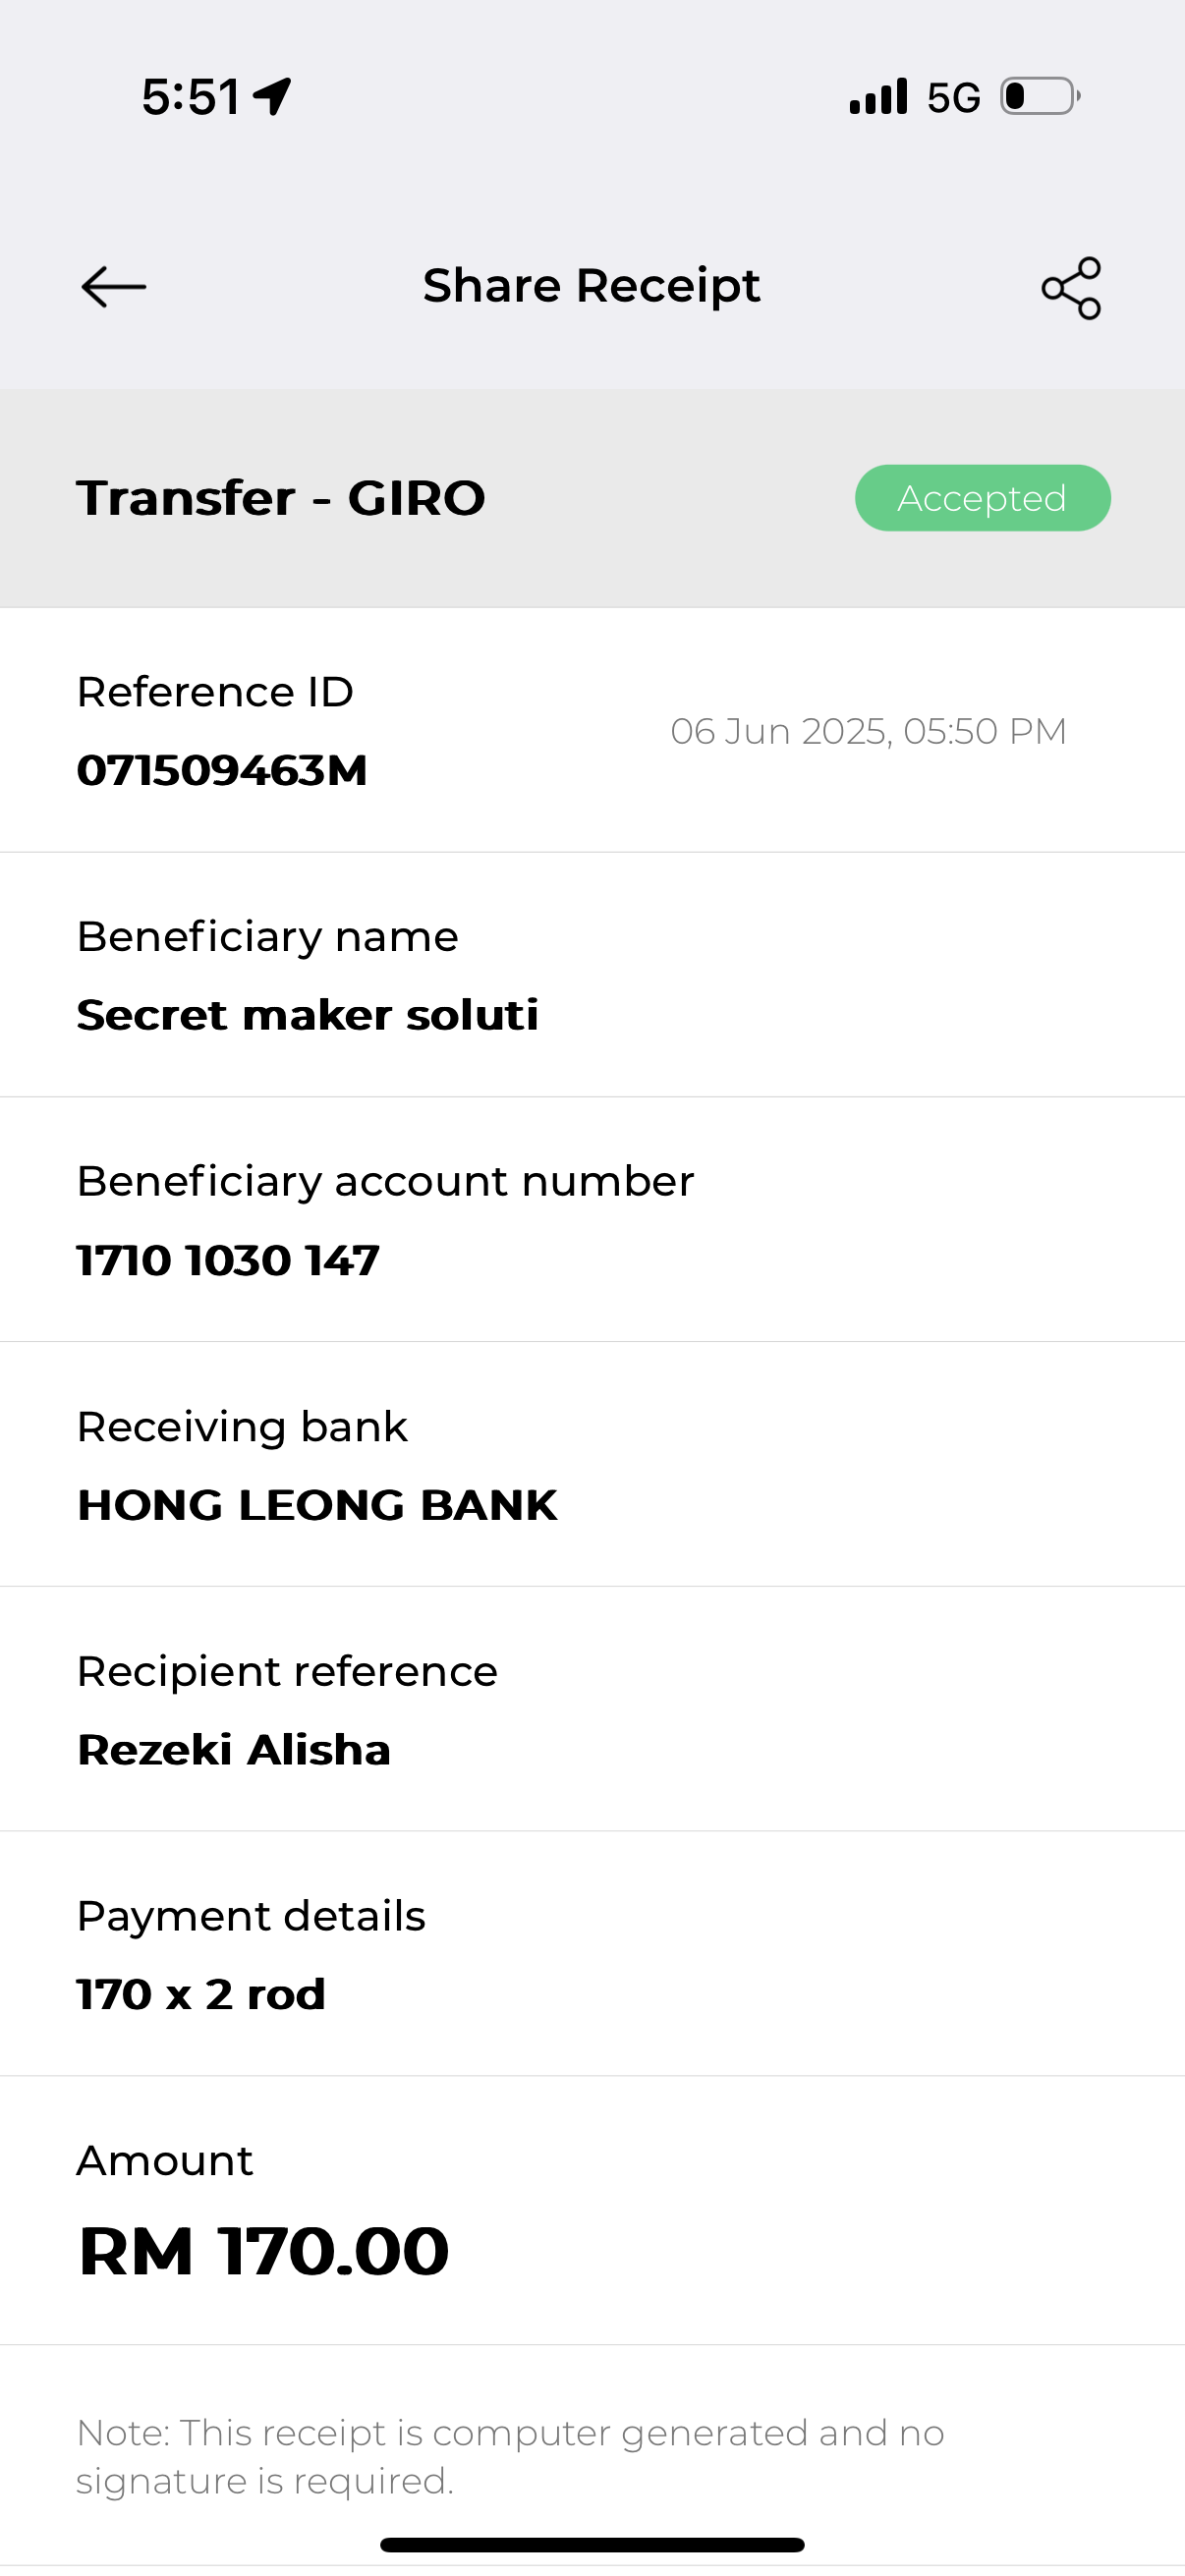 5:51
5G
Share Receipt
Transfer - GIRO
Accepted
Reference ID
06 Jun 2025, 05:50 PM
071509463M
Beneficiary name
Secret maker soluti
Beneficiary account number
1710 1030 147
Receiving bank
HONG LEONG BANK
Recipient reference
Rezeki Alisha
Payment details
170 x 2 rod
Amount
RM 170.00
Note: This receipt is computer generated and no
signature is required.